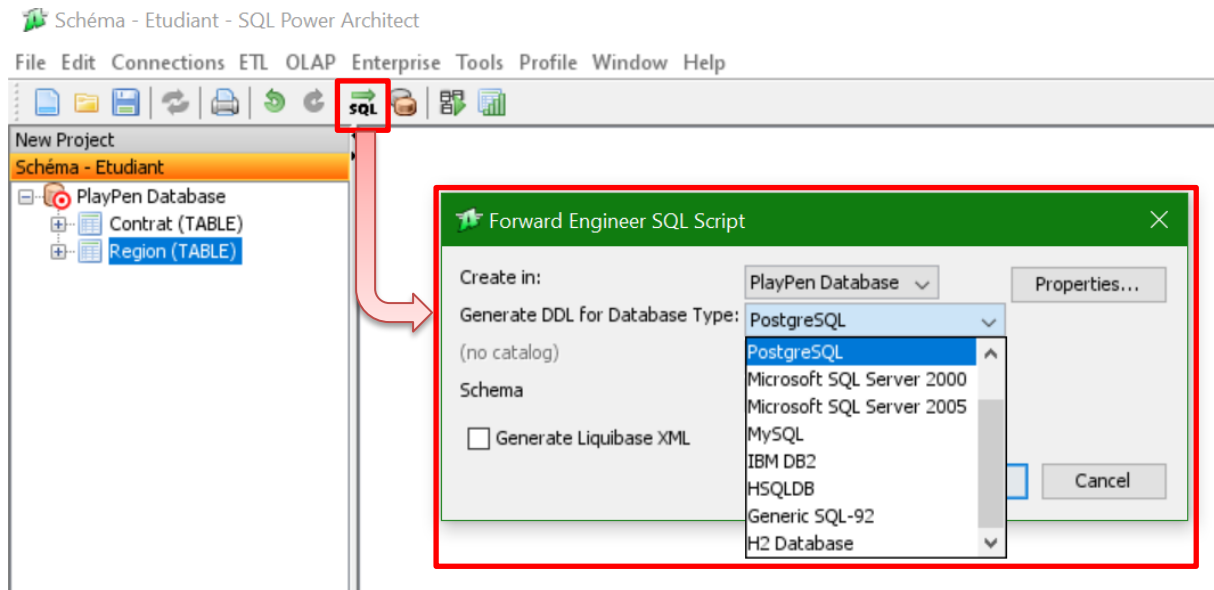 Schéma - Etudiant - SQL Power Architect
File Edit Connections ETL OLAP Enterprise Tools Profile Window Help
SQL
New Project
Schéma - Etudiant
PlayPen Database
Contrat (TABLE)
Region (TABLE)
Forward Engineer SQL Script
Create in:
PlayPen Database
Properties...
Generate DDL for Database Type:
PostgreSQL
(no catalog)
Schema
Generate Liquibase XML
PostgreSQL
Microsoft SQL Server 2000
Microsoft SQL Server 2005
MySQL
IBM DB2
HSQLDB
Generic SQL-92
H2 Database
Cancel